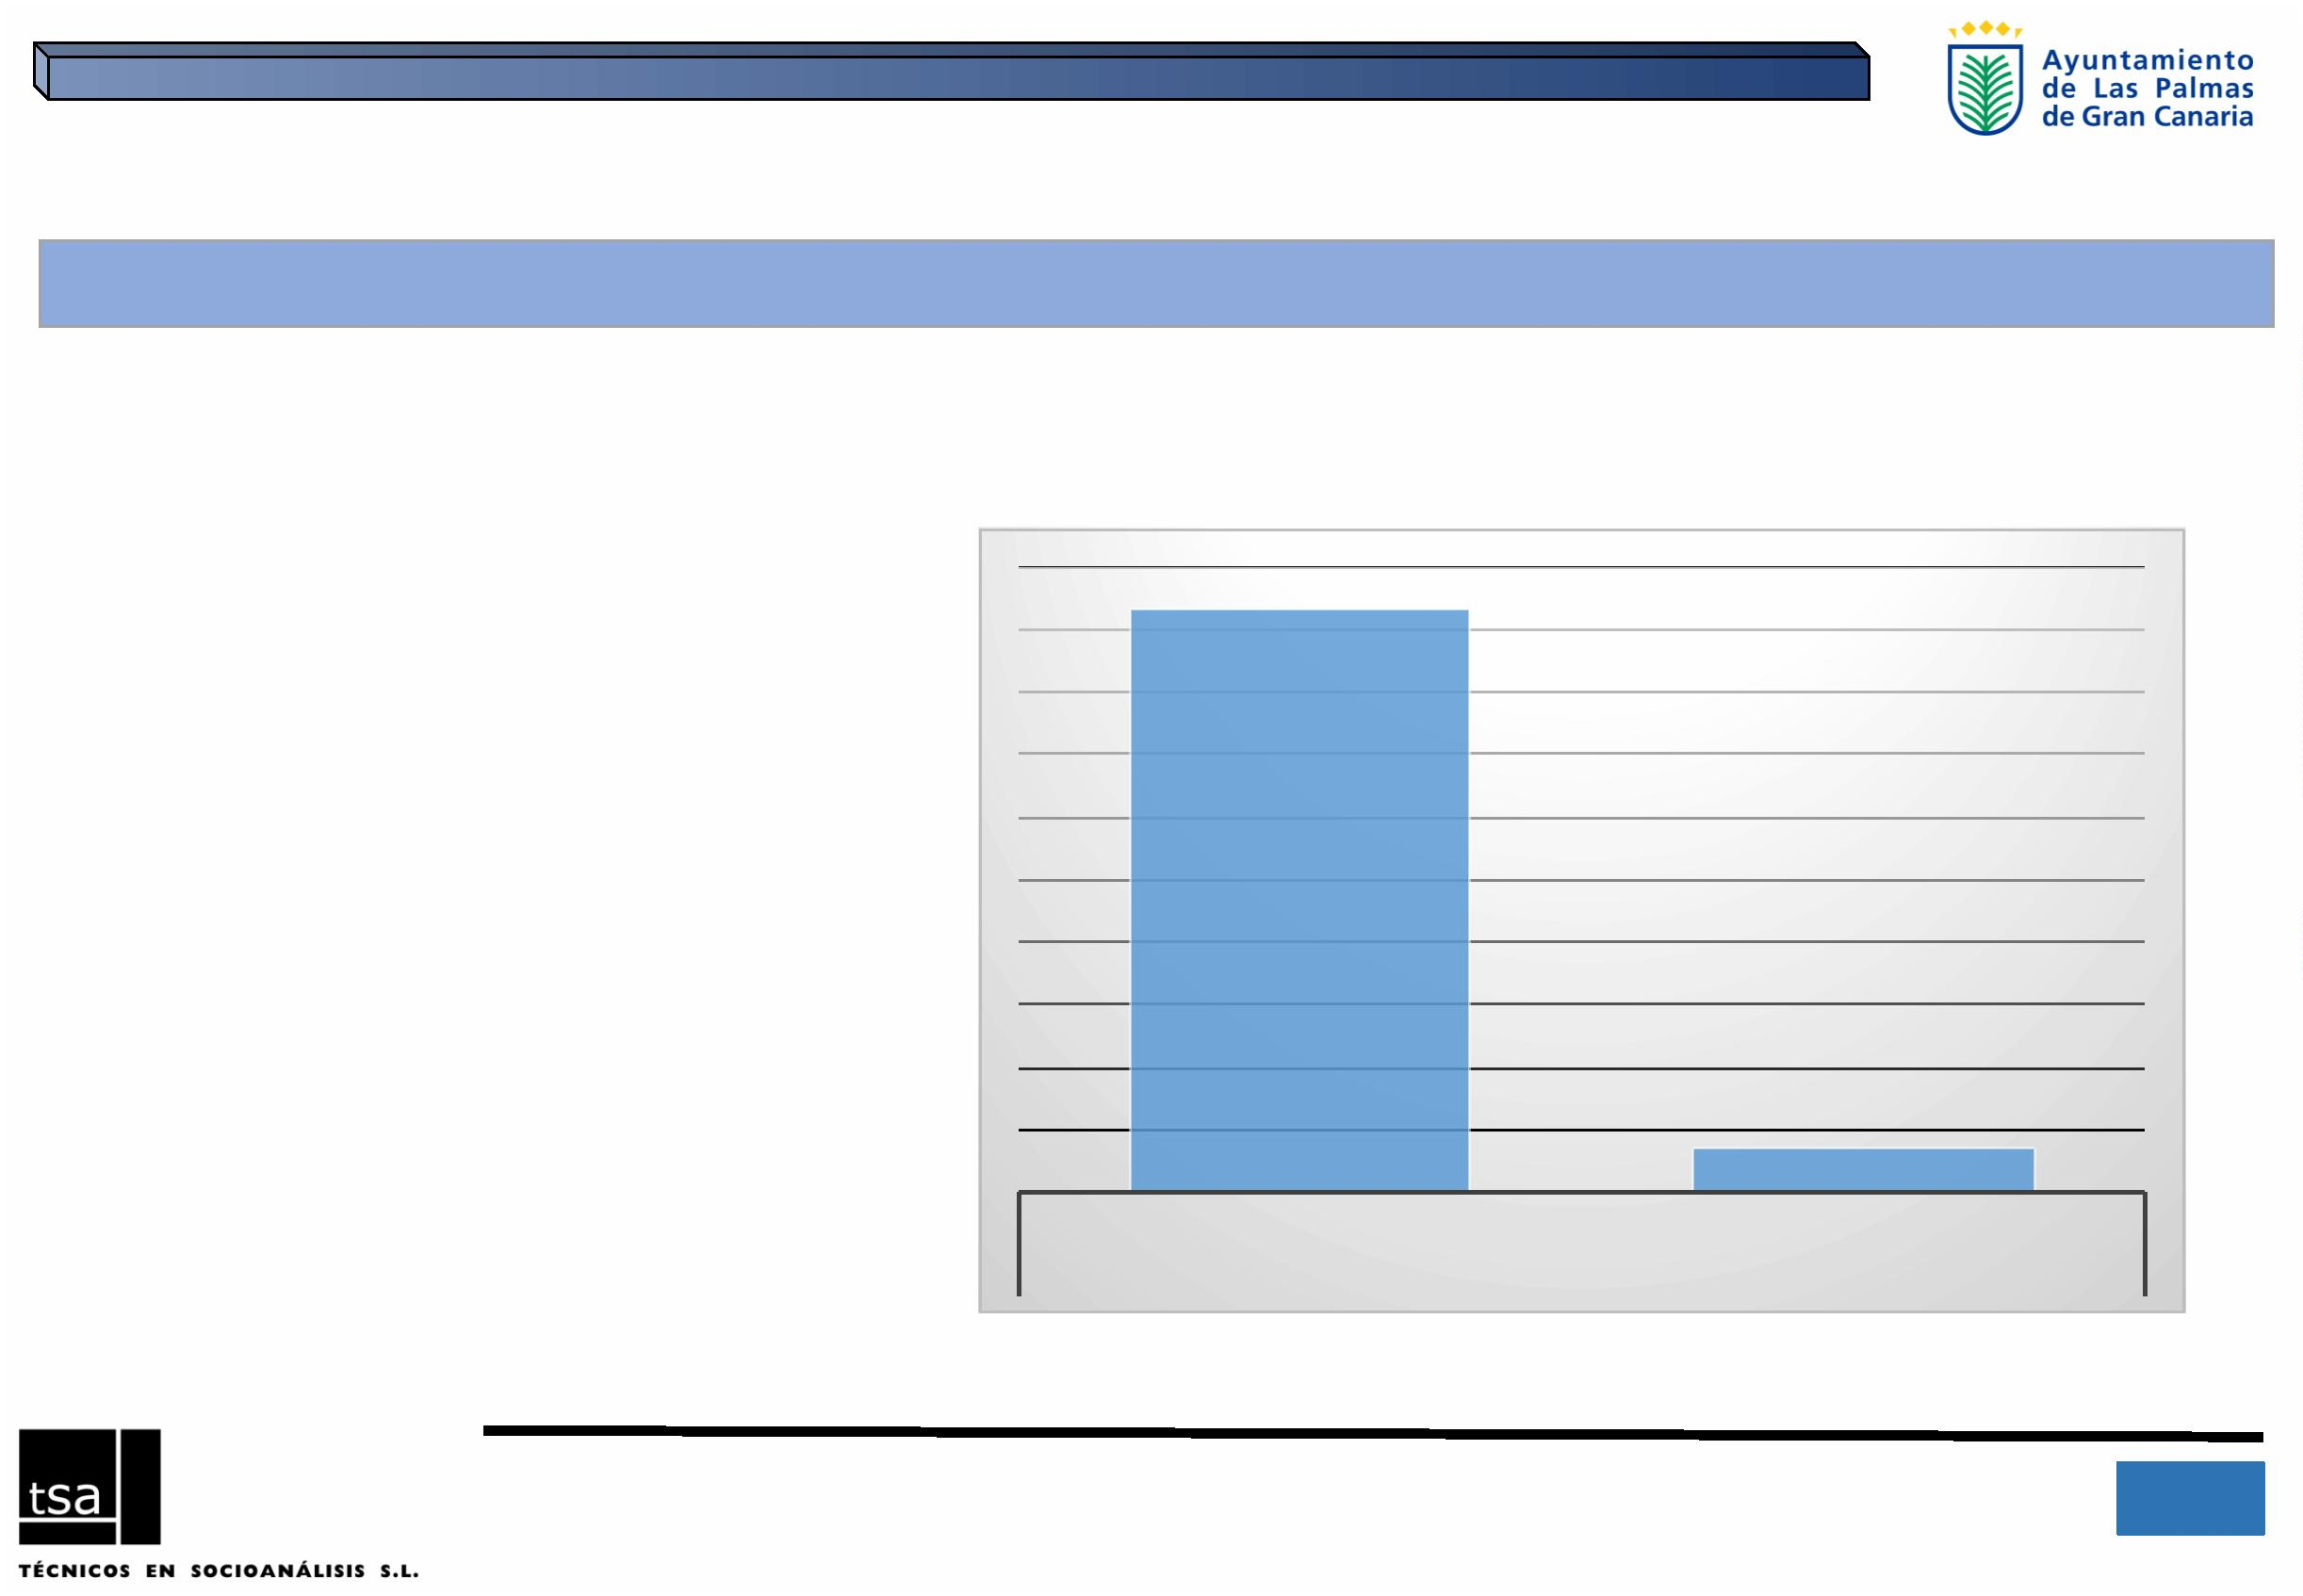 Ayuntamiento
de Las Palmas
de Gran Canaria
tsa
TÉCNICOS EN SOCIOANÁLISIS S.L.